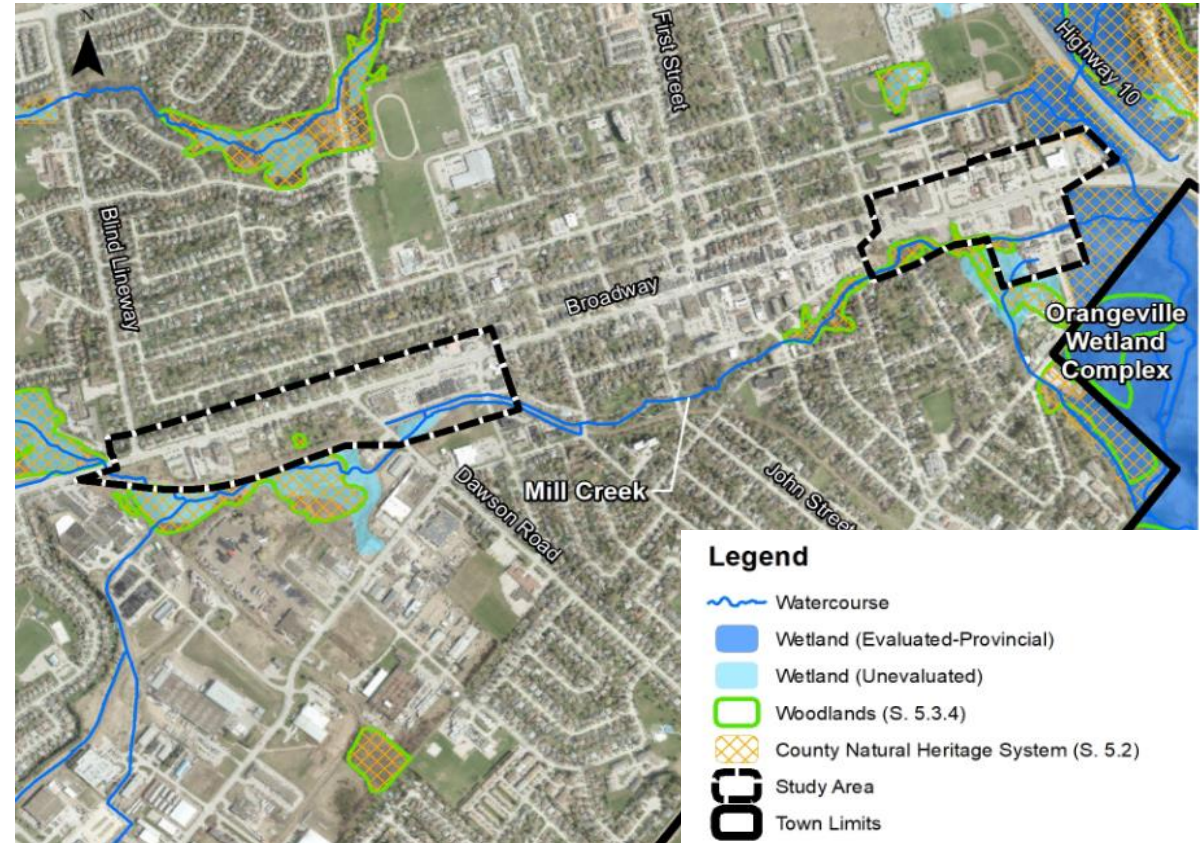 N
First Street
Highway 10
Blind Lineway
Broadway
Orangeville
Wetland
Complex
Mill Creek
Dawson Road
John Street
Legend
Watercourse
Wetland (Evaluated-Provincial)
Wetland (Unevaluated)
Woodlands (S. 5.3.4)
County Natural Heritage System (S. 5.2)
Study Area
Town Limits